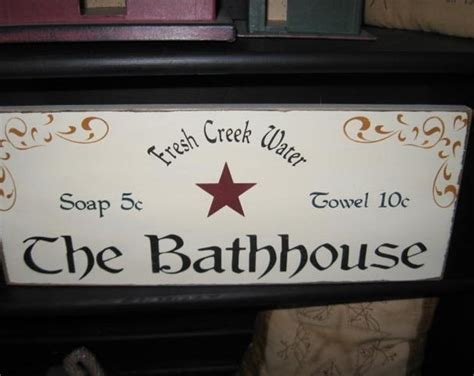 Fresh Creek Water
Soap 5c Towel 10c
The Bathhouse